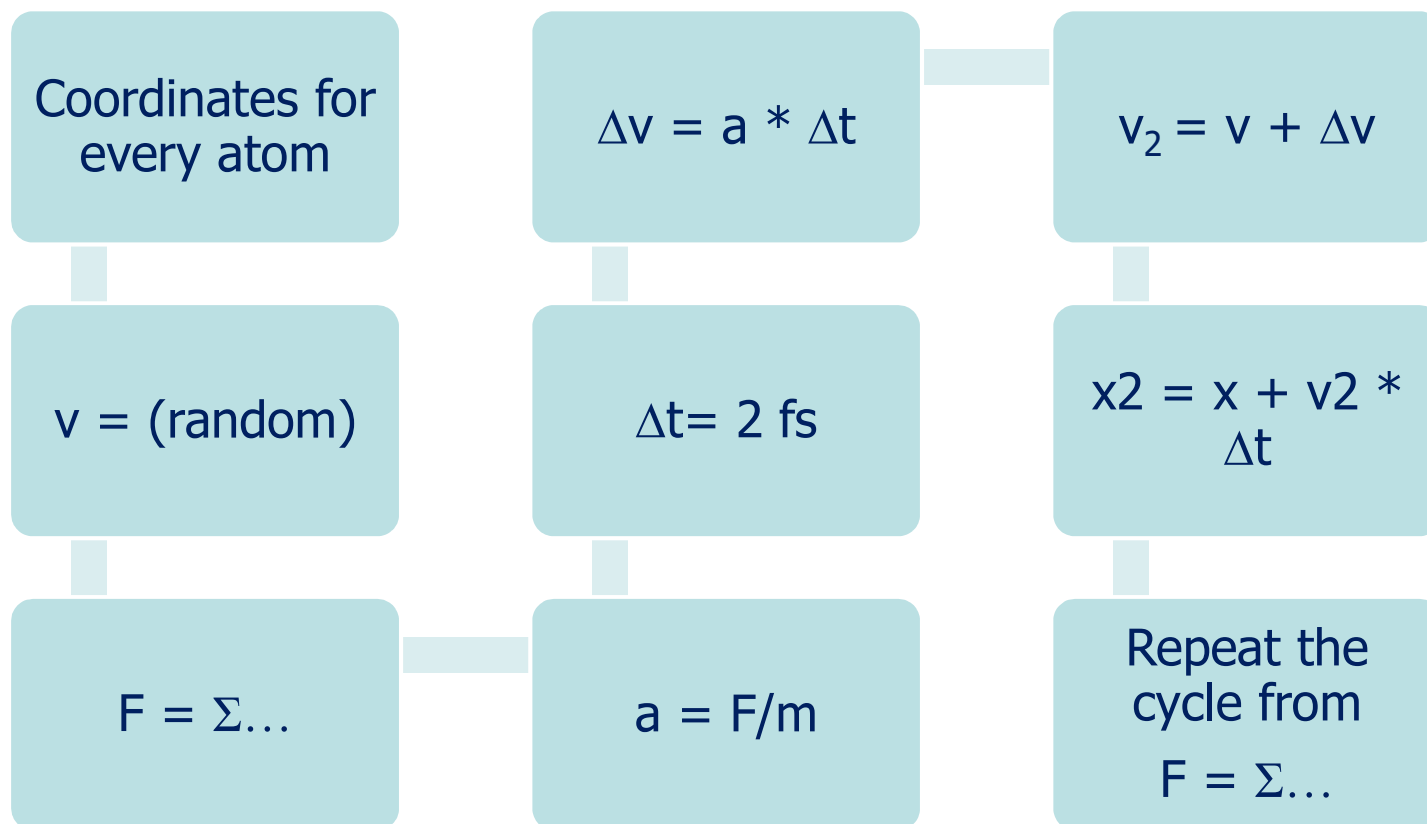 Coordinates for
every atom
v = (random)
F = Σ...
a = F/m
Δt= 2 fs
Δv = a * Δt
v₂ = v + Δv
x2 = x + v2 *
Δt
Repeat the
cycle from
F = Σ...